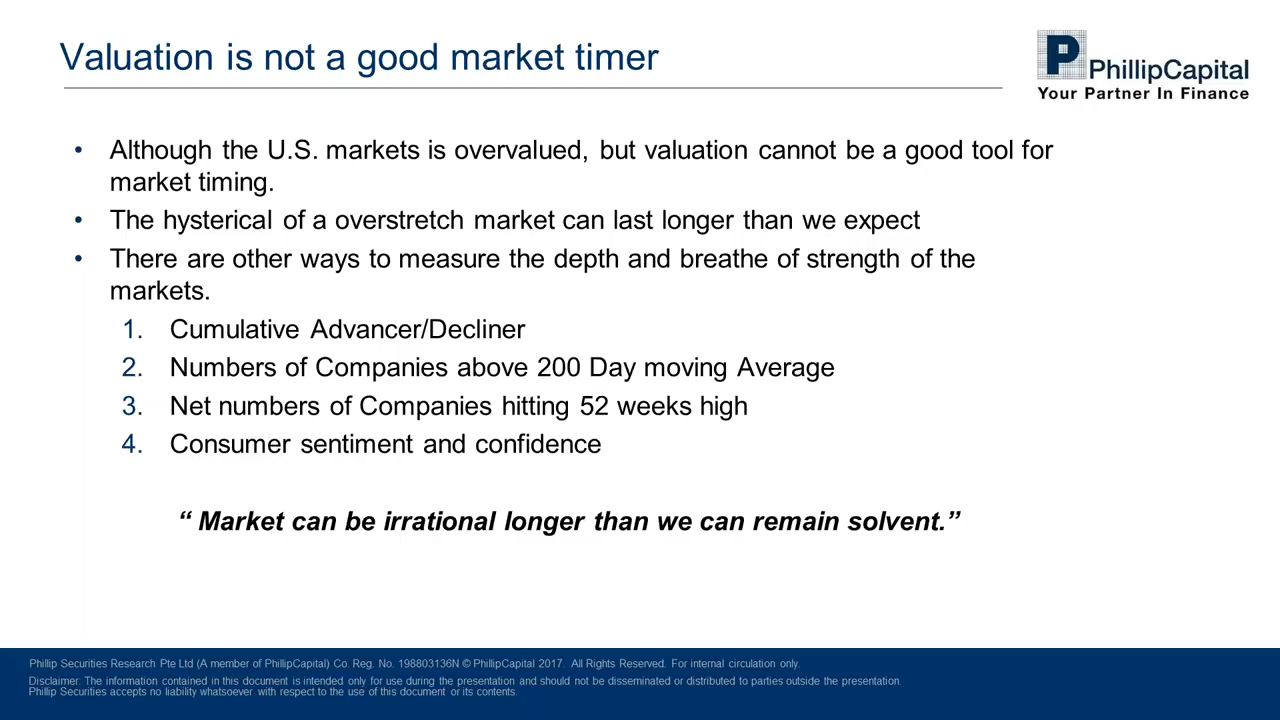 Valuation is not a good market timer
P PhillipCapital
Your Partner In Finance
• Although the U.S. markets is overvalued, but valuation cannot be a good tool for
market timing.
• The hysterical of a overstretch market can last longer than we expect
• There are other ways to measure the depth and breathe of strength of the
markets.
1. Cumulative Advancer/Decliner
2. Numbers of Companies above 200 Day moving Average
3. Net numbers of Companies hitting 52 weeks high
4. Consumer sentiment and confidence
“ Market can be irrational longer than we can remain solvent.”
Phillip Securities Research Pte Ltd (A member of PhillipCapital) Co. Reg. No. 198803136N © PhillipCapital 2017. All Rights Reserved. For internal circulation only.
Disclaimer: The information contained in this document is intended only for use during the presentation and should not be disseminated or distributed to parties outside the presentation.
Phillip Securities accepts no liability whatsoever with respect to the use of this document or its contents.